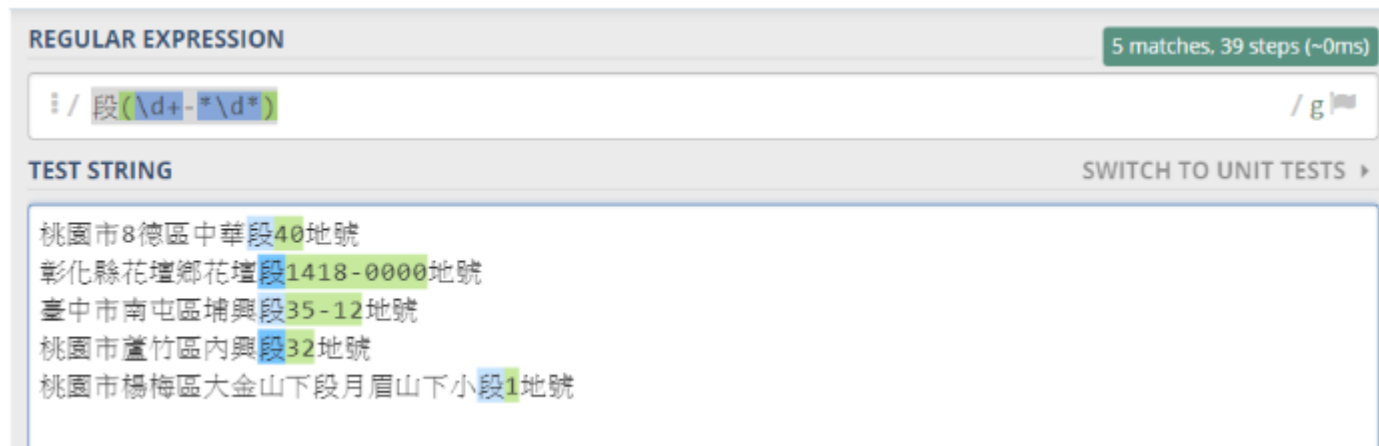 REGULAR EXPRESSION
5 matches, 39 steps (~0ms)
/ 段(\d+-*\d*) / g
TEST STRING
SWITCH TO UNIT TESTS
桃園市8德區中華段40地號
彰化縣花壇鄉花壇段1418-0000地號
臺中市南屯區埔興段35-12地號
桃園市蘆竹區內興段32地號
桃園市楊梅區大金山下段月眉山下小段1地號